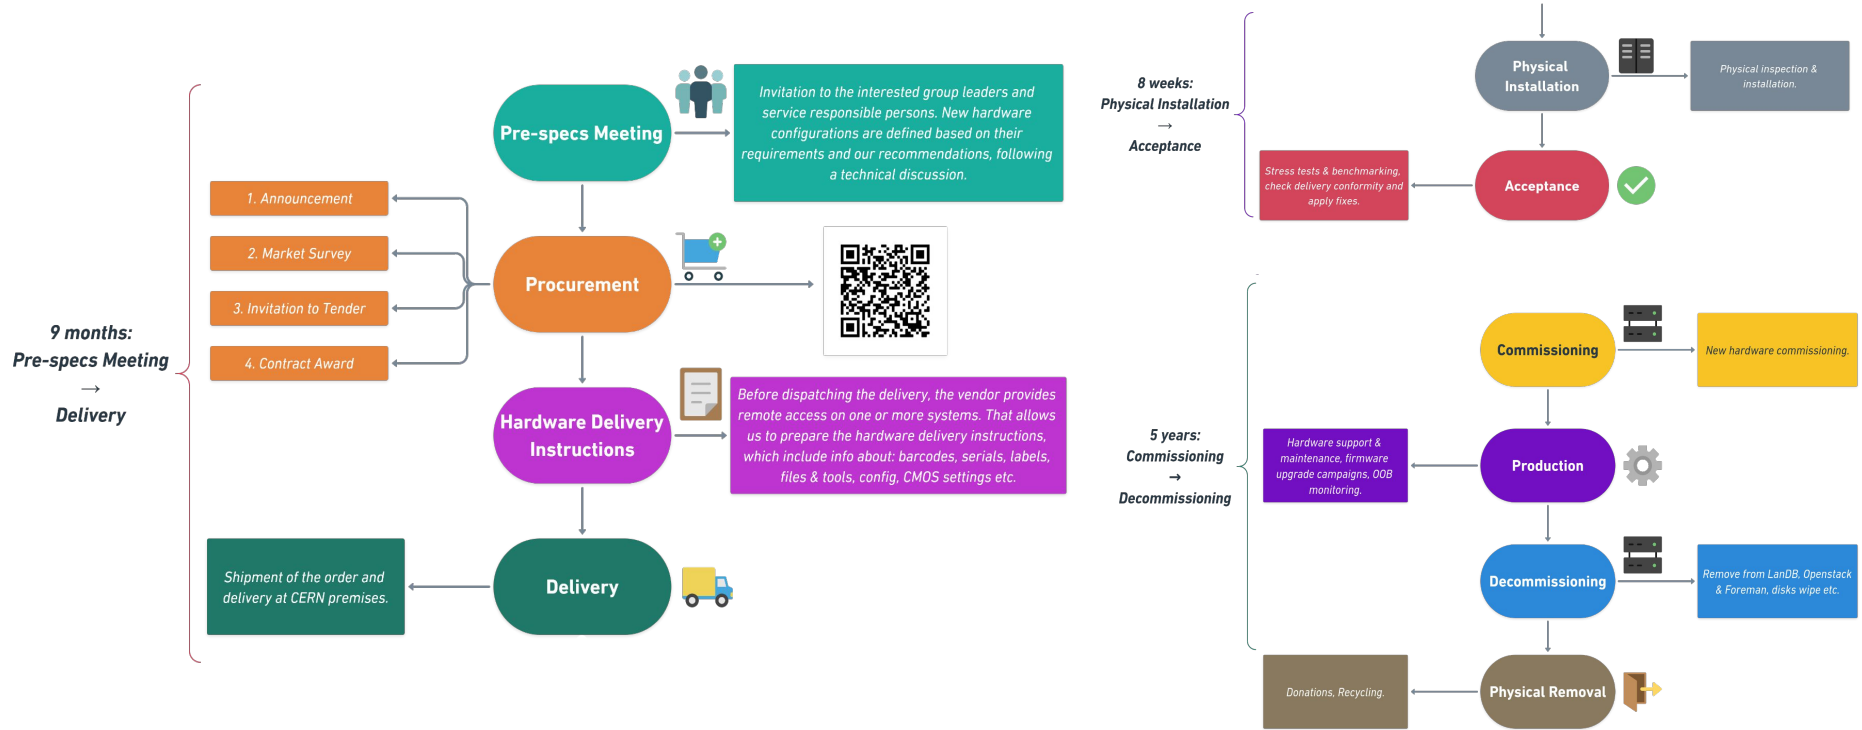 9 months:
Pre-specs Meeting
→
Delivery
Pre-specs Meeting
Invitation to the interested group leaders and
service responsible persons. New hardware
configurations are defined based on their
requirements and our recommendations, following
a technical discussion.
1. Announcement
2. Market Survey
3. Invitation to Tender
4. Contract Award
Procurement
Hardware Delivery
Instructions
Before dispatching the delivery, the vendor provides
remote access on one or more systems. That allows
us to prepare the hardware delivery instructions,
which include info about: barcodes, serials, labels,
files & tools, config, CMOS settings etc.
Shipment of the order and
delivery at CERN premises.
Delivery
8 weeks:
Physical Installation
→
Acceptance
Physical
Installation
Physical inspection &
installation.
Stress tests & benchmarking,
check delivery conformity and
apply fixes.
Acceptance
5 years:
Commissioning
→
Decommissioning
Commissioning
New hardware commissioning.
Hardware support &
maintenance, firmware
upgrade campaigns, OOB
monitoring.
Production
Decommissioning
Remove from LanDB, Openstack
& Foreman, disks wipe etc.
Donations, Recycling.
Physical Removal